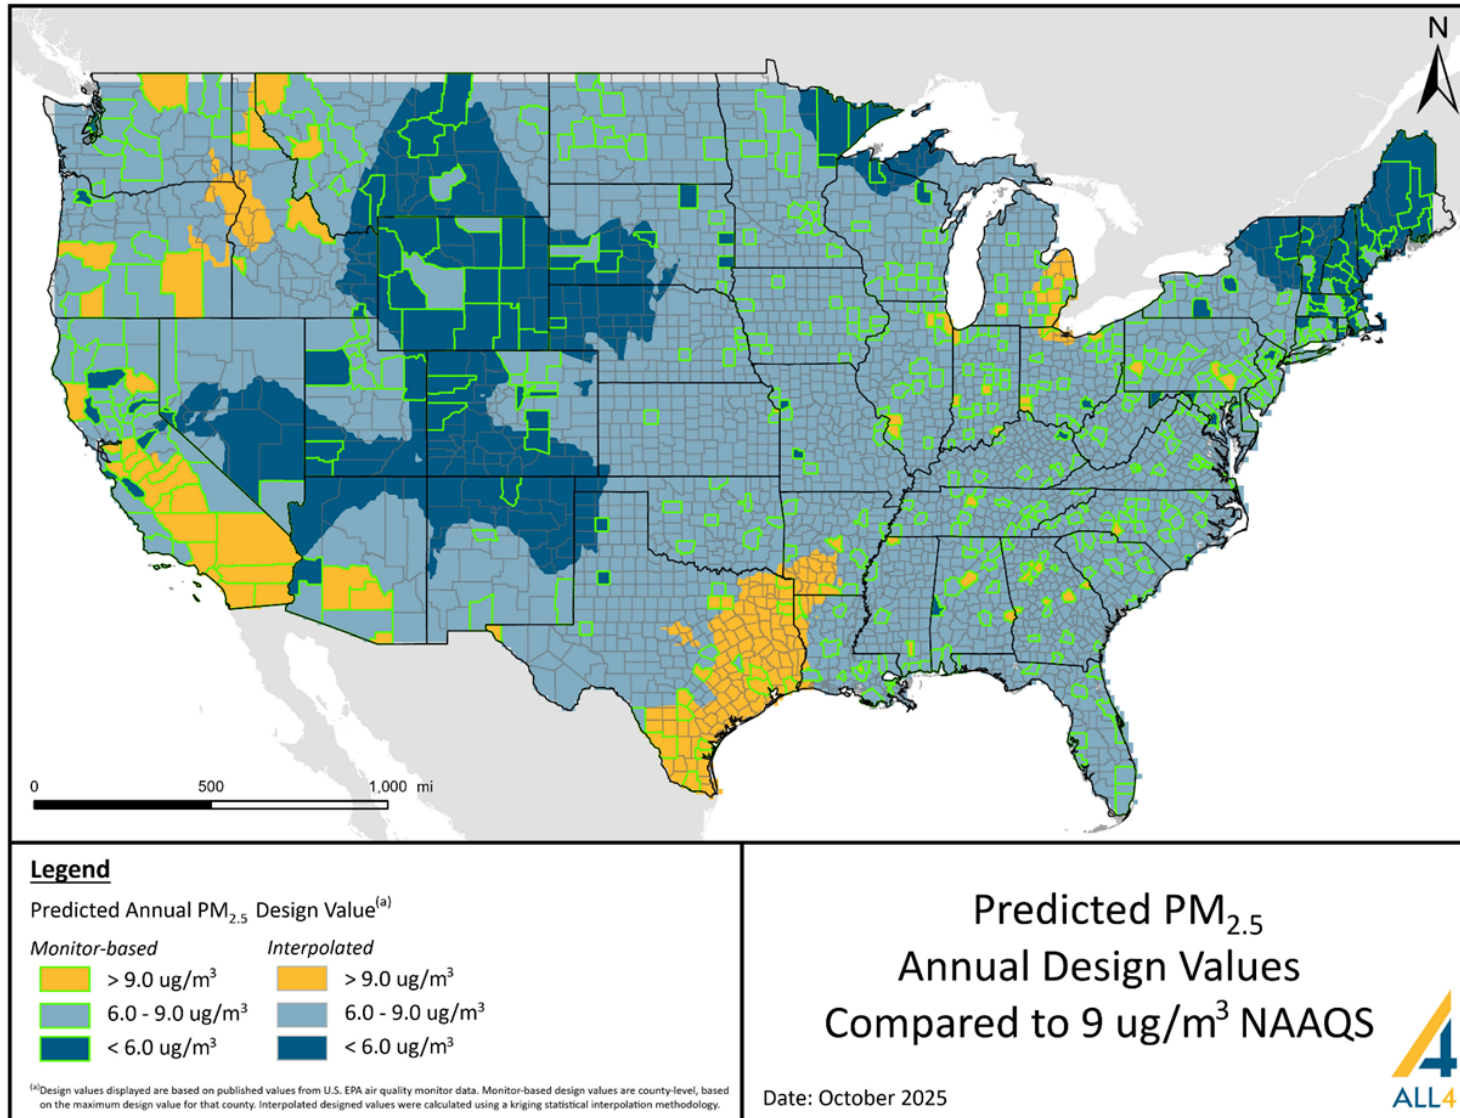 N
0 500 1,000 mi
Legend
Predicted Annual PM2.5 Design Value(a)
Monitor-based Interpolated
> 9.0 ug/m³ > 9.0 ug/m³
6.0 - 9.0 ug/m³ 6.0 - 9.0 ug/m³
< 6.0 ug/m³ < 6.0 ug/m³
(a)Design values displayed are based on published values from U.S. EPA air quality monitor data. Monitor-based design values are county-level, based
on the maximum design value for that county. Interpolated designed values were calculated using a kriging statistical interpolation methodology.
Predicted PM2.5
Annual Design Values
Compared to 9 ug/m³ NAAQS
Date: October 2025
4
ALL4